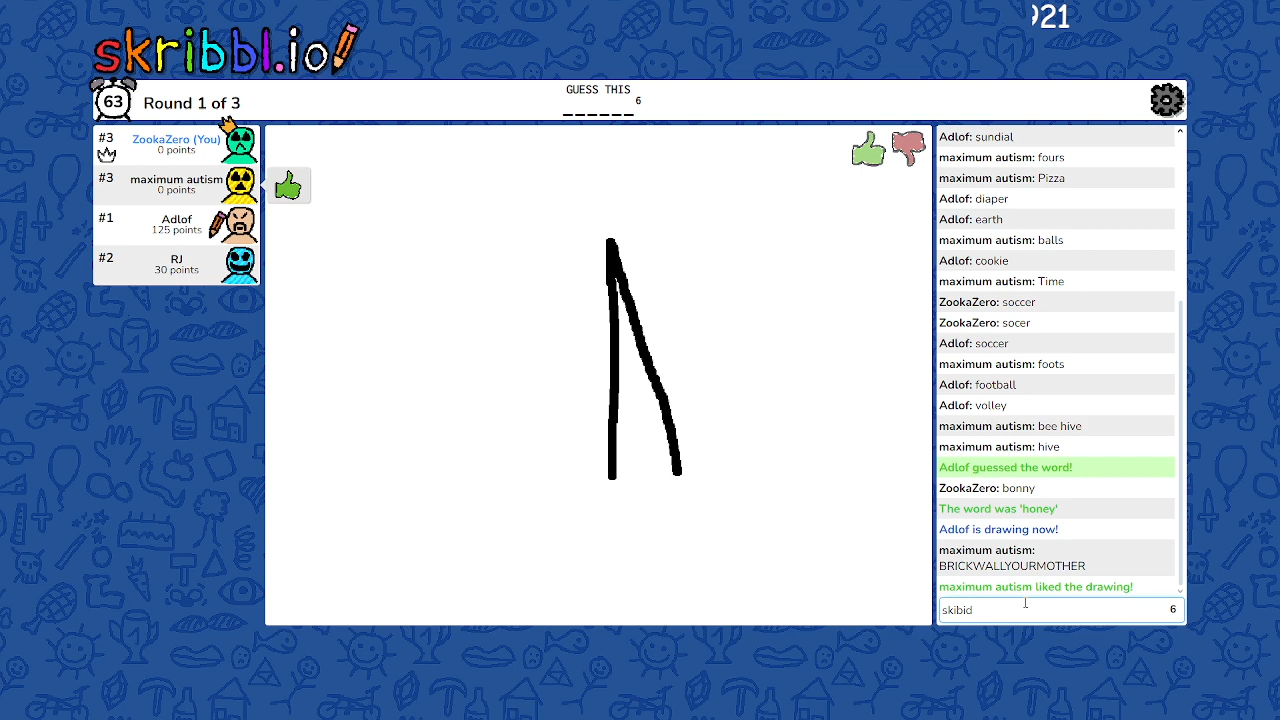 021
skribbl.io
63
Round 1 of 3
GUESS THIS
6
______
#3
ZookaZero (You)
0 points
#3
maximum autism
0 points
#1
Adlof
125 points
#2
RJ
30 points
Adlof: sundial
maximum autism: fours
maximum autism: Pizza
Adlof: diaper
Adlof: earth
maximum autism: balls
Adlof: cookie
maximum autism: Time
ZookaZero: soccer
ZookaZero: socer
Adlof: soccer
maximum autism: foots
Adlof: football
Adlof: volley
maximum autism: bee hive
maximum autism: hive
Adlof guessed the word!
ZookaZero: bonny
The word was 'honey'
Adlof is drawing now!
maximum autism:
BRICKWALLYOURMOTHER
maximum autism liked the drawing!
skibid
6